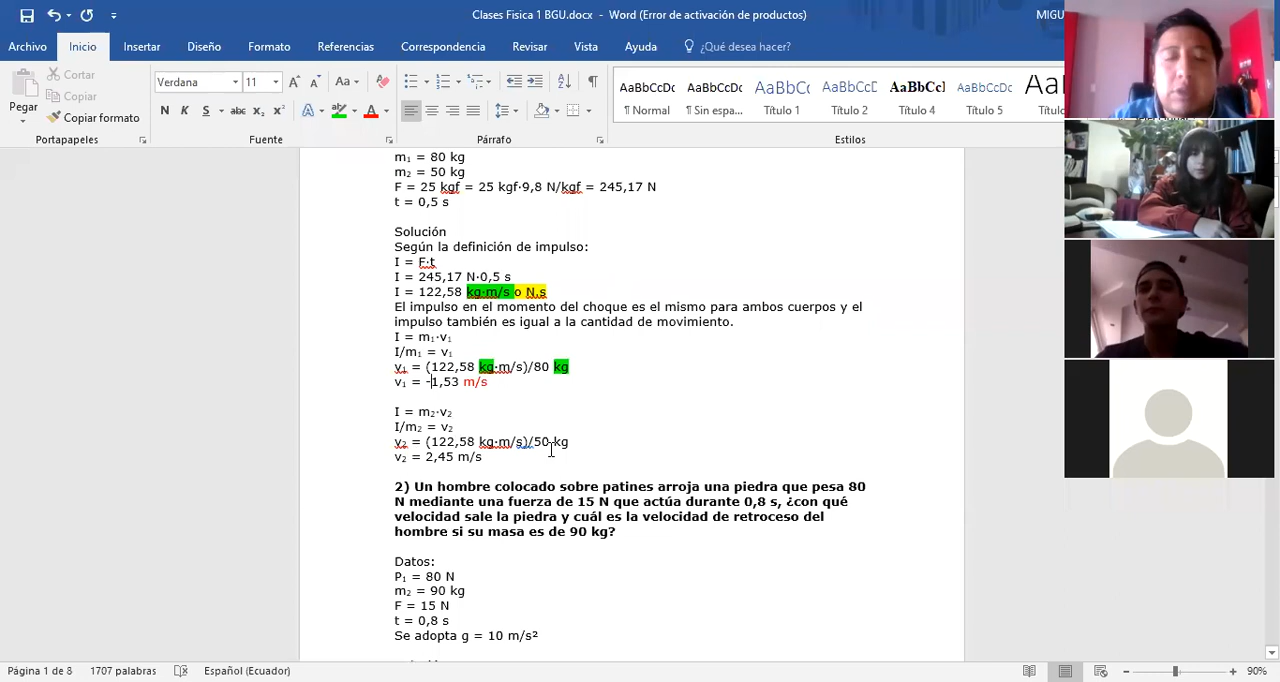 Clases Fisica 1 BGU.docx - Word (Error de activación de productos)
MIGU
Archivo Inicio Insertar Diseño Formato Referencias Correspondencia Revisar Vista Ayuda ¿Qué desea hacer?
Pegar
Cortar
Copiar
Copiar formato
Portapapeles
Verdana 11
Aa
N K S abc x₂ x²
Fuente
Párrafo
AaBbCcDc AaBbCcDc AaBbCc AaBbCcD AaBbCcI AaBbCcDc AaB
¶ Normal ¶ Sin espa... Título 1 Título 2 Título 4 Título 5 Título
Estilos
m₁ = 80 kg
m₂ = 50 kg
F = 25 kgf = 25 kgf·9,8 N/kgf = 245,17 N
t = 0,5 s
Solución
Según la definición de impulso:
I = F·t
I = 245,17 N·0,5 s
I = 122,58 kg·m/s o N.s
El impulso en el momento del choque es el mismo para ambos cuerpos y el
impulso también es igual a la cantidad de movimiento.
I = m₁·v₁
I/m₁ = v₁
v₁ = (122,58 kg·m/s)/80 kg
v₁ = -1,53 m/s
I = m₂·v₂
I/m₂ = v₂
v₂ = (122,58 kg·m/s)/50 kg
v₂ = 2,45 m/s
2) Un hombre colocado sobre patines arroja una piedra que pesa 80
N mediante una fuerza de 15 N que actúa durante 0,8 s, ¿con qué
velocidad sale la piedra y cuál es la velocidad de retroceso del
hombre si su masa es de 90 kg?
Datos:
P₁ = 80 N
m₂ = 90 kg
F = 15 N
t = 0,8 s
Se adopta g = 10 m/s²
Página 1 de 8 1707 palabras Español (Ecuador) 90%